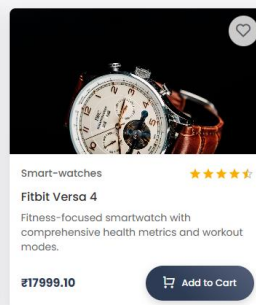 Smart-watches
Fitbit Versa 4
Fitness-focused smartwatch with
comprehensive health metrics and workout
modes.
₹17999.10
Add to Cart